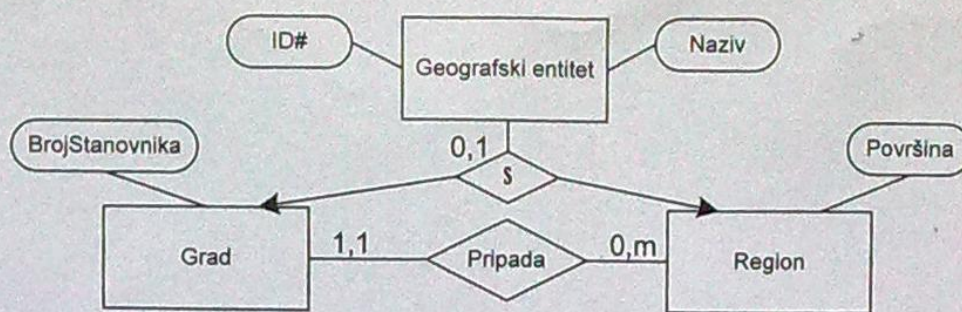 ID#
Geografski entitet
Naziv
BrojStanovnika
0,1
S
Površina
Grad
1,1
Pripada
0,m
Region